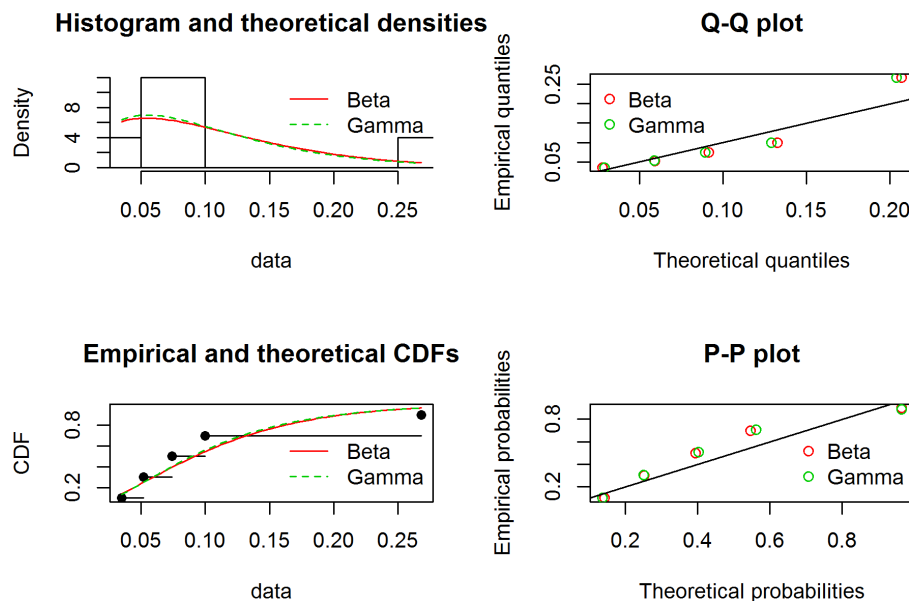 Histogram and theoretical densities
Density
0 4 8
Beta
Gamma
0.05 0.10 0.15 0.20 0.25
data
Q-Q plot
Empirical quantiles
0.05 0.25
Beta
Gamma
0.05 0.10 0.15 0.20
Theoretical quantiles
Empirical and theoretical CDFs
CDF
0.2 0.8
Beta
Gamma
0.05 0.10 0.15 0.20 0.25
data
P-P plot
Empirical probabilities
0.2 0.8
Beta
Gamma
0.2 0.4 0.6 0.8
Theoretical probabilities